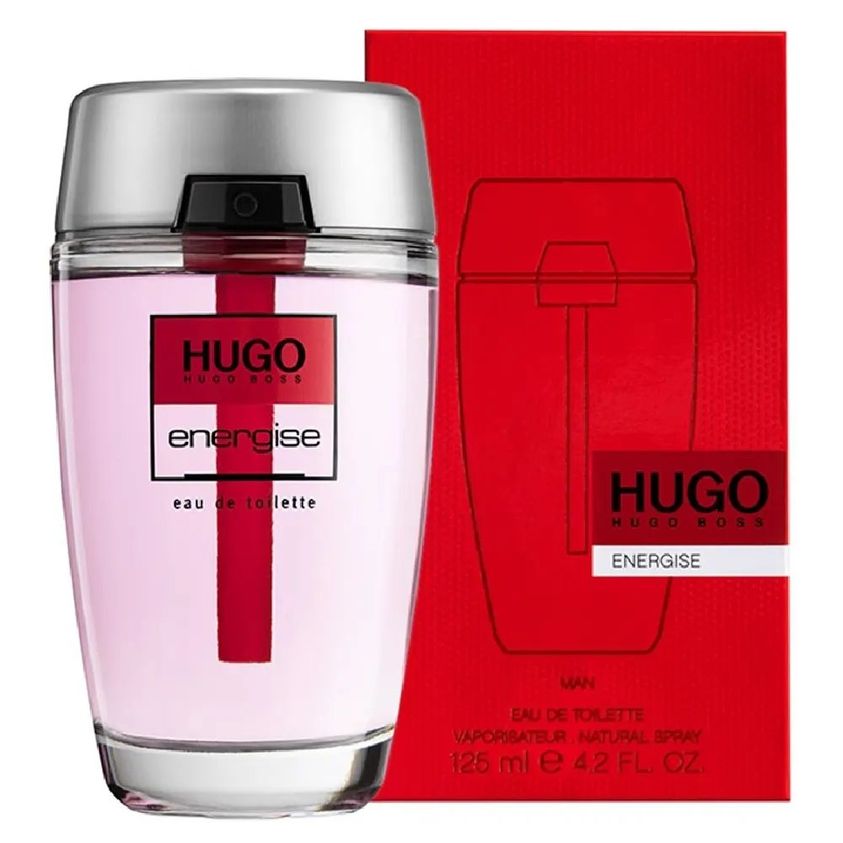 HUGO
HUGO BOSS
energise
eau de toilette
HUGO
HUGO BOSS
ENERGISE
MAN
EAU DE TOILETTE
VAPORISATEUR . NATURAL SPRAY
125 ml e 4.2 FL. OZ.